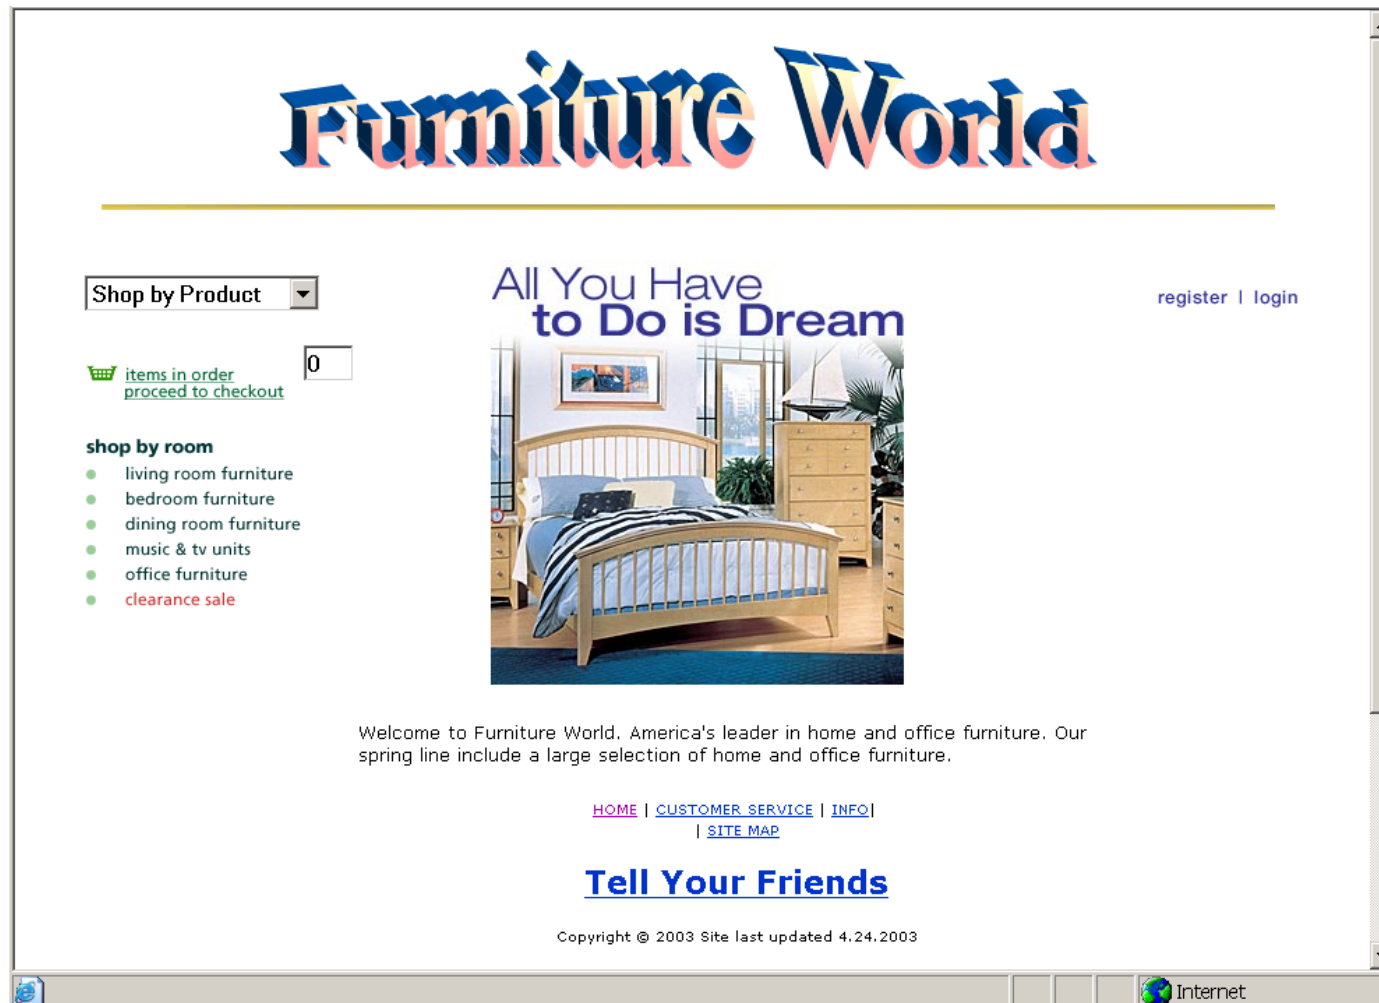 Furniture World
Shop by Product
All You Have
to Do is Dream
register | login
items in order
proceed to checkout
0
shop by room
living room furniture
bedroom furniture
dining room furniture
music & tv units
office furniture
clearance sale
Welcome to Furniture World. America's leader in home and office furniture. Our
spring line include a large selection of home and office furniture.
HOME | CUSTOMER SERVICE | INFO|
| SITE MAP
Tell Your Friends
Copyright © 2003 Site last updated 4.24.2003
Internet